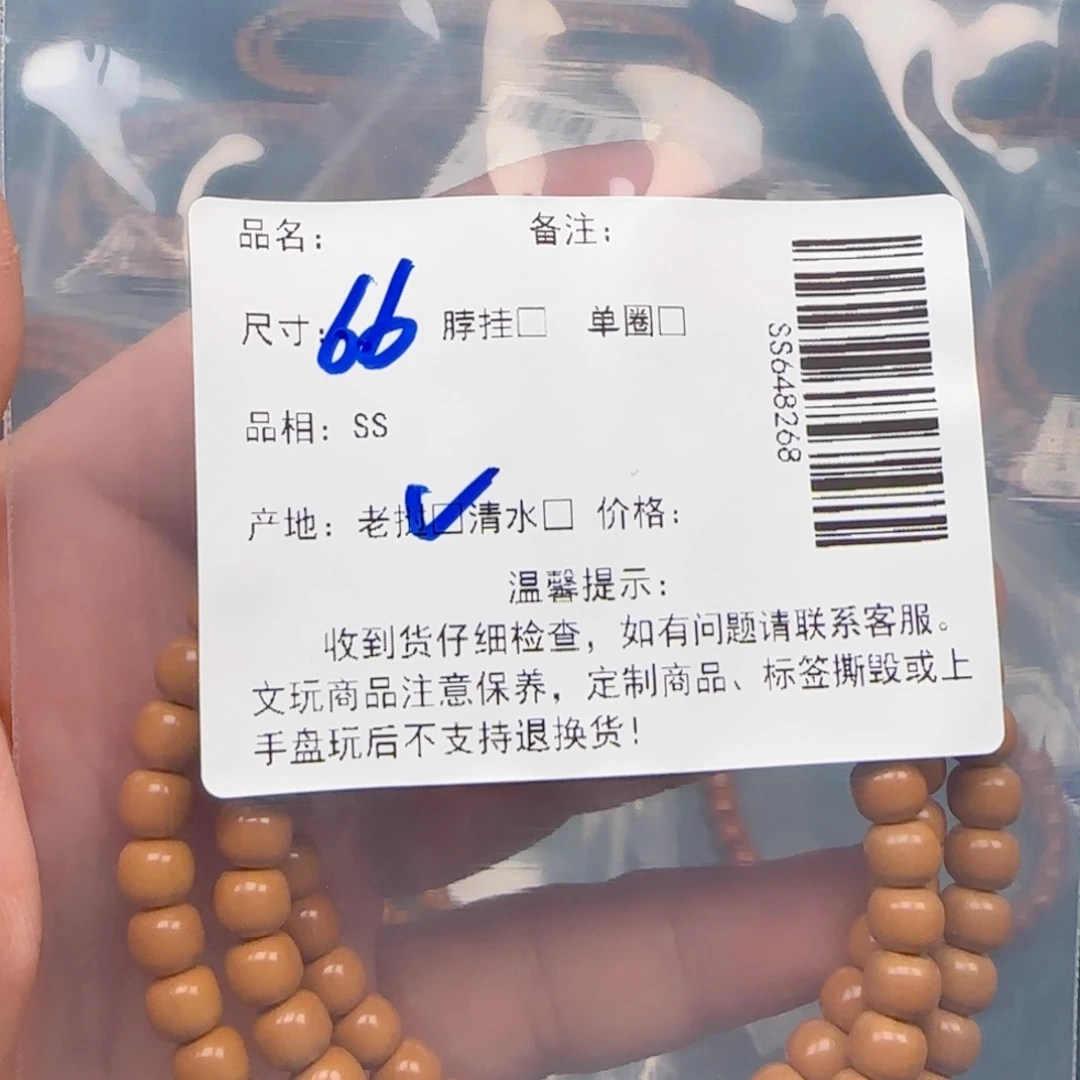 品名： 备注：
尺寸：6.6 脖挂□ 单圈□
品相：SS
产地：老挝☑清水□ 价格：
温馨提示：
收到货仔细检查，如有问题请联系客服。
文玩商品注意保养，定制商品、标签撕毁或上
手盘玩后不支持退换货！
SS648268